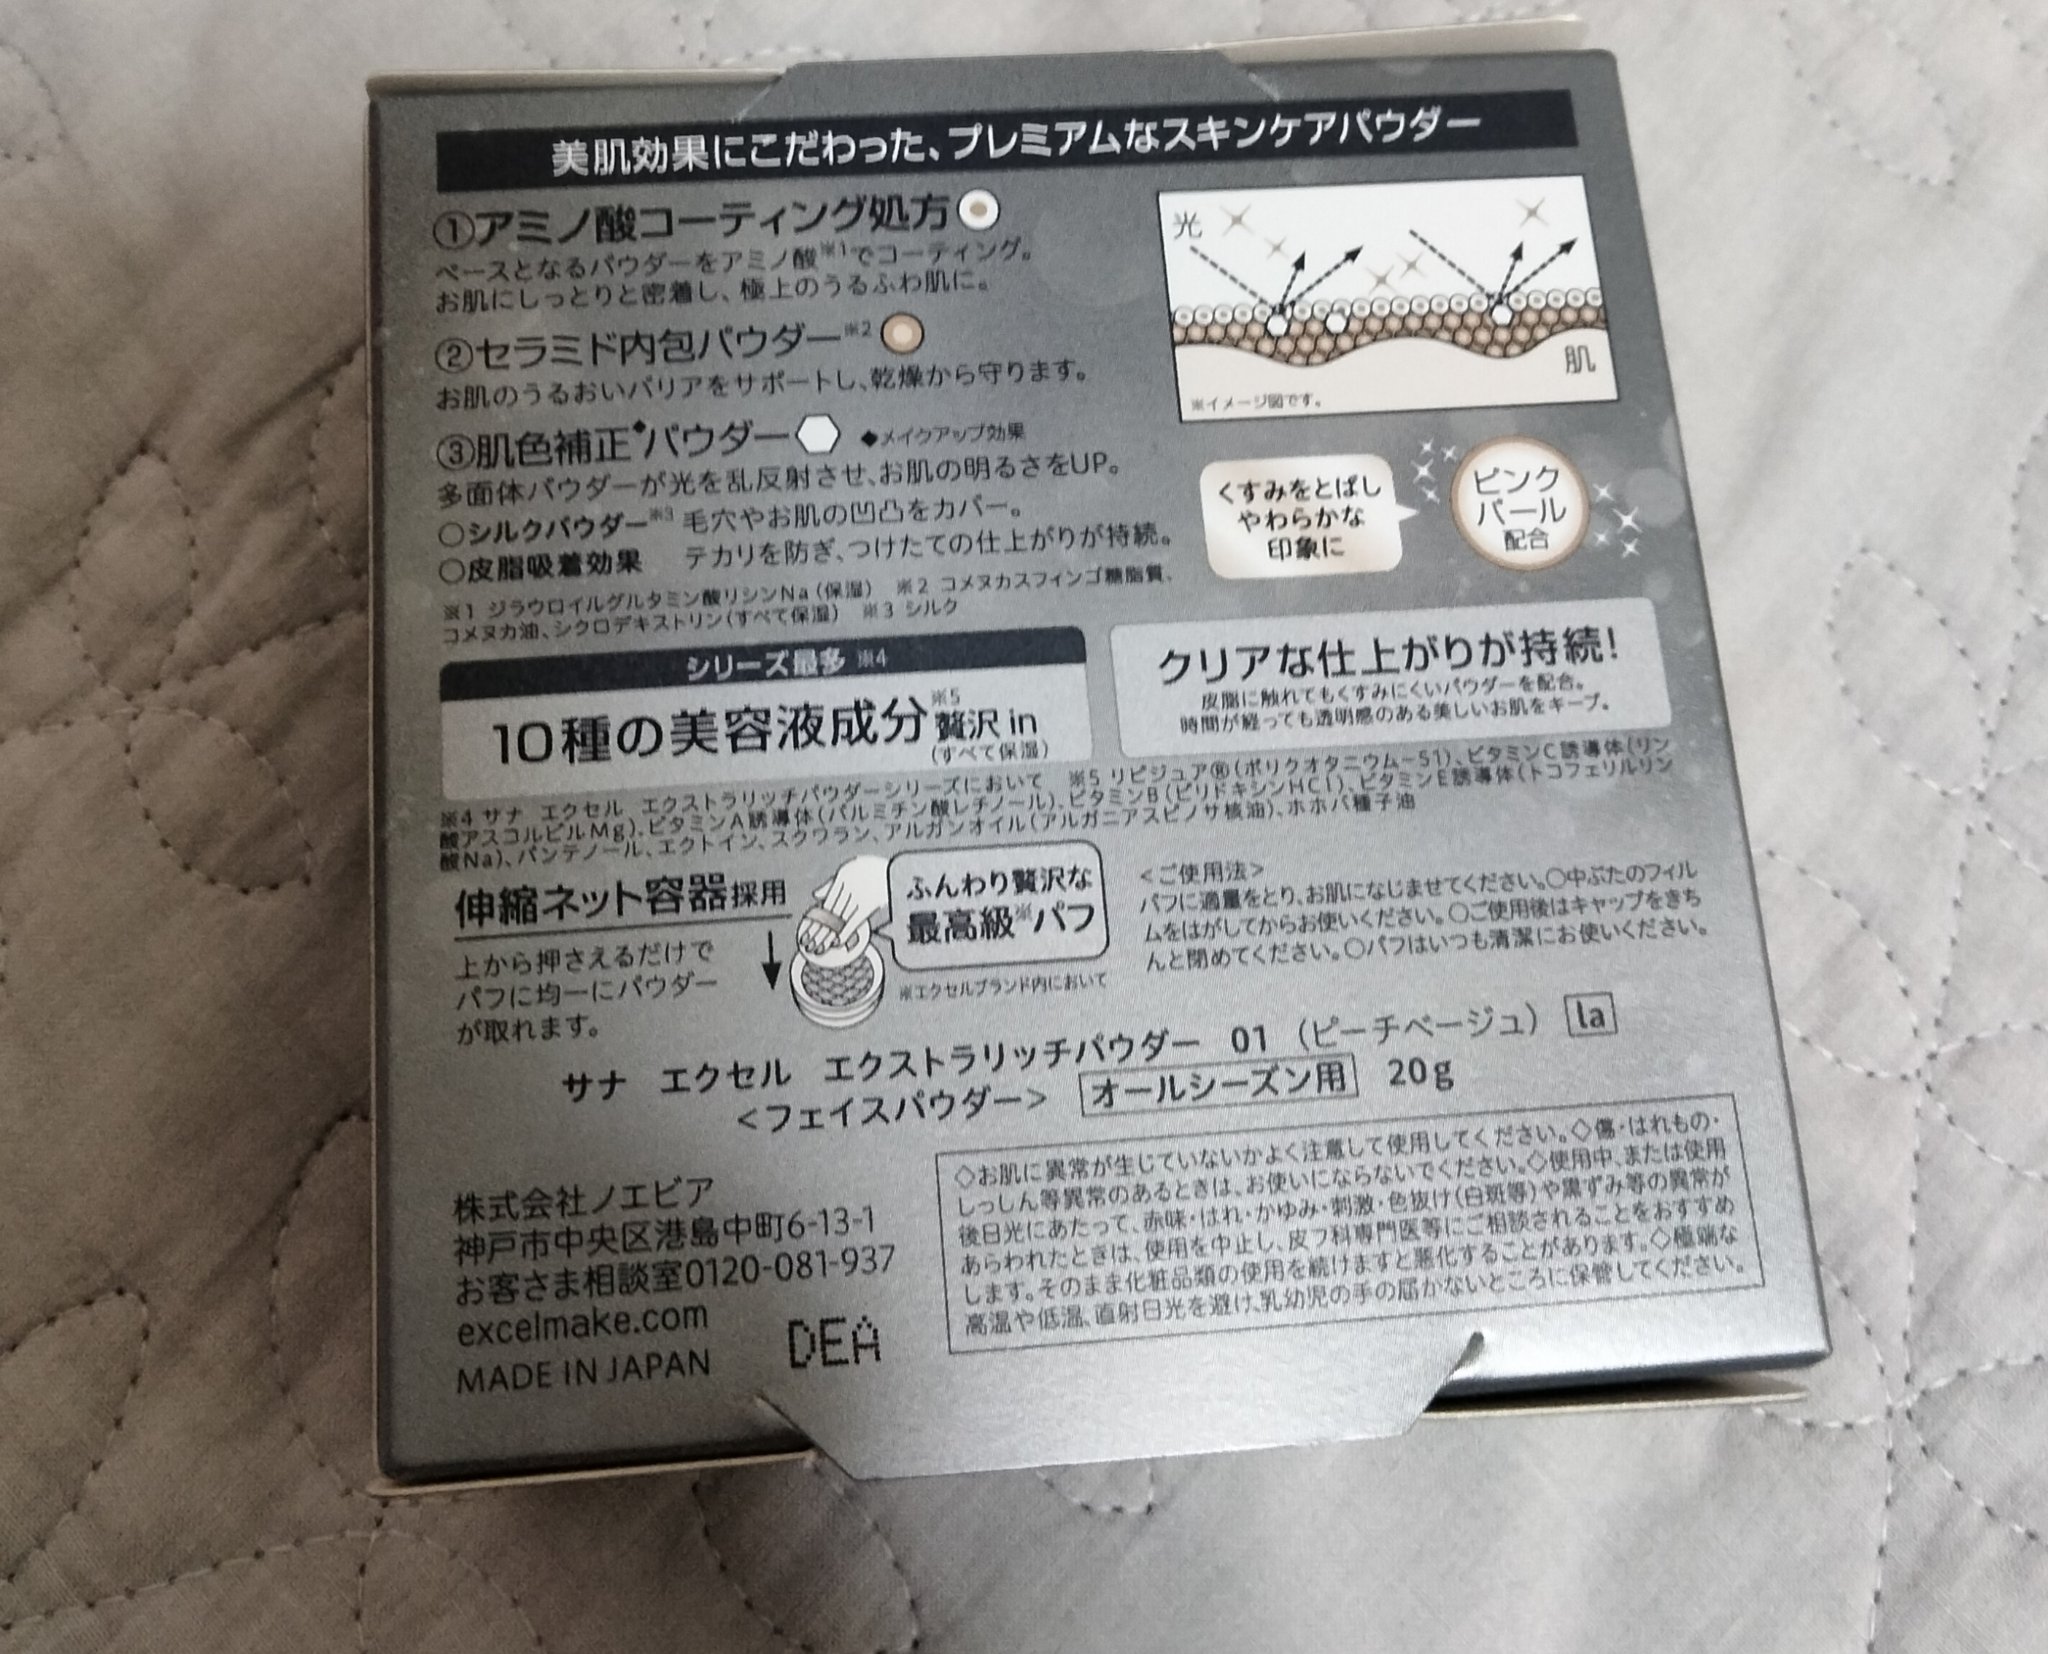 美肌効果にこだわった、プレミアムなスキンケアパウダー
①アミノ酸コーティング処方
ベースとなるパウダーをアミノ酸※1でコーティング。
お肌にしっとりと密着し、極上のうるふわ肌に。
②セラミド内包パウダー※2
お肌のうるおいバリアをサポートし、乾燥から守ります。
③肌色補正◆パウダー ◆メイクアップ効果
多面体パウダーが光を乱反射させ、お肌の明るさをUP。
○シルクパウダー※3 毛穴やお肌の凹凸をカバー。
○皮脂吸着効果 テカリを防ぎ、つけたての仕上がりが持続。
※1 ジラウロイルグルタミン酸リシンNa(保湿) ※2 コメヌカスフィンゴ糖脂質、
コメヌカ油、シクロデキストリン(すべて保湿) ※3 シルク
光
肌
※イメージ図です。
くすみをとばし
やわらかな
印象に
ピンク
パール
配合
シリーズ最多 ※4
10種の美容液成分※5贅沢in
(すべて保湿)
クリアな仕上がりが持続!
皮脂に触れてもくすみにくいパウダーを配合。
時間が経っても透明感のある美しいお肌をキープ。
※4 サナ エクセル エクストラリッチパウダーシリーズにおいて ※5 リピジュア®(ポリクオタニウム-51)、ビタミンC誘導体(リン
酸アスコルビルMg)、ビタミンA誘導体(パルミチン酸レチノール)、ビタミンB(ピリドキシンHCl)、ビタミンE誘導体(トコフェリルリン
酸Na)、パンテノール、エクトイン、スクワラン、アルガンオイル(アルガニアスピノサ核油)、ホホバ種子油
伸縮ネット容器採用
上から押さえるだけで
パフに均一にパウダー
が取れます。
ふんわり贅沢な
最高級※パフ
※エクセルブランド内において
<ご使用法>
パフに適量をとり、お肌になじませてください。○中ぶたのフィル
ムをはがしてからお使いください。○ご使用後はキャップをきち
んと閉めてください。○パフはいつも清潔にお使いください。
サナ エクセル エクストラリッチパウダー 01 (ピーチベージュ) la
<フェイスパウダー> オールシーズン用 20g
株式会社ノエビア
神戸市中央区港島中町6-13-1
お客さま相談室0120-081-937
excelmake.com
MADE IN JAPAN
DEA
◇お肌に異常が生じていないかよく注意して使用してください。◇傷・はれもの・
しっしん等異常のあるときは、お使いにならないでください。◇使用中、または使用
後日光にあたって、赤味・はれ・かゆみ・刺激・色抜け(白斑等)や黒ずみ等の異常が
あらわれたときは、使用を中止し、皮フ科専門医等にご相談されることをおすすめ
します。そのまま化粧品類の使用を続けますと悪化することがあります。◇極端な
高温や低温、直射日光を避け、乳幼児の手の届かないところに保管してください。